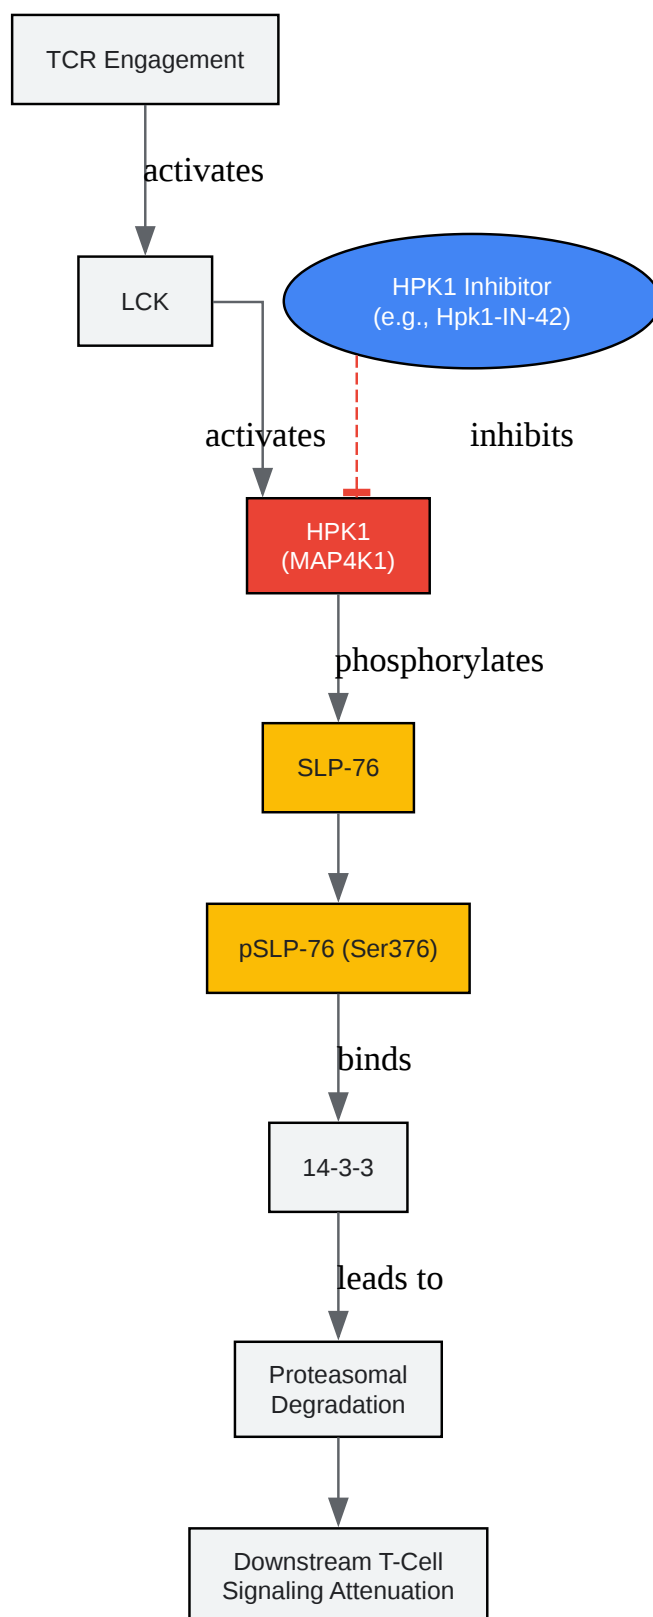 TCR Engagement
activates
LCK
HPK1 Inhibitor
(e.g., Hpk1-IN-42)
activates
inhibits
HPK1
(MAP4K1)
phosphorylates
SLP-76
pSLP-76 (Ser376)
binds
14-3-3
leads to
Proteasomal
Degradation
Downstream T-Cell
Signaling Attenuation